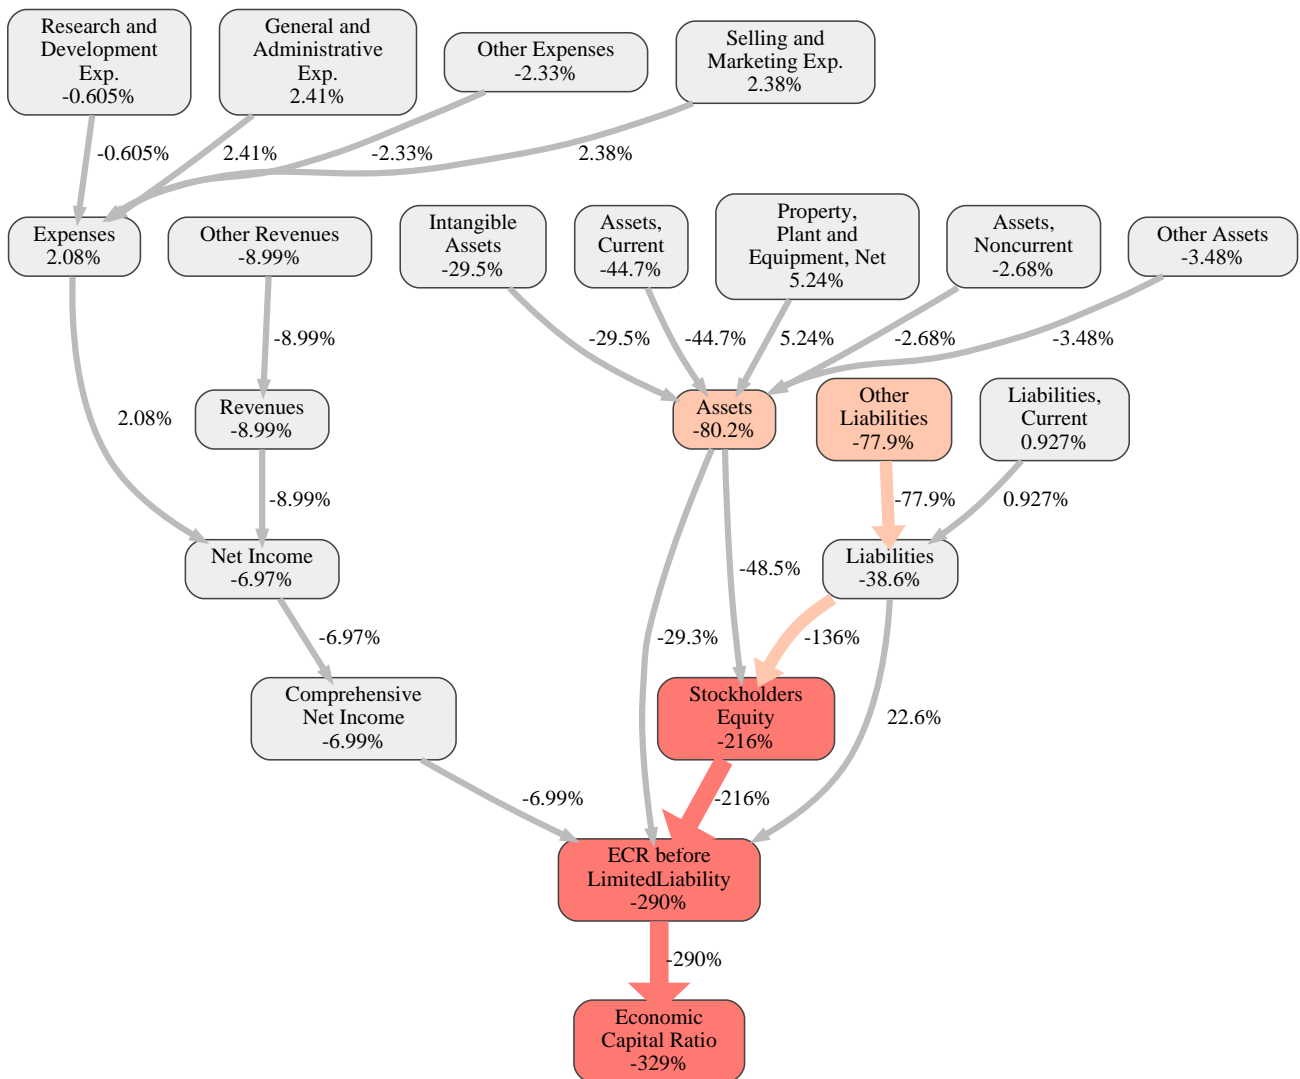 Research and
Development
Exp.
-0.605%
General and
Administrative
Exp.
2.41%
Other Expenses
-2.33%
Selling and
Marketing Exp.
2.38%
-0.605%
2.41%
-2.33%
2.38%
Expenses
2.08%
Other Revenues
-8.99%
Intangible
Assets
-29.5%
Assets,
Current
-44.7%
Property,
Plant and
Equipment, Net
5.24%
Assets,
Noncurrent
-2.68%
Other Assets
-3.48%
-8.99%
-29.5%
-44.7%
5.24%
-2.68%
-3.48%
2.08%
Revenues
-8.99%
Assets
-80.2%
Other
Liabilities
-77.9%
Liabilities,
Current
0.927%
-8.99%
-77.9%
0.927%
Net Income
-6.97%
-48.5%
Liabilities
-38.6%
-6.97%
-29.3%
-136%
Comprehensive
Net Income
-6.99%
Stockholders
Equity
-216%
22.6%
-6.99%
-216%
ECR before
LimitedLiability
-290%
-290%
Economic
Capital Ratio
-329%